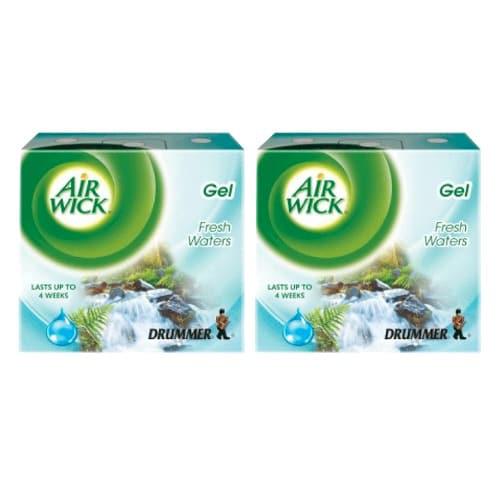 AIR
WICK
Gel
Fresh
Waters
LASTS UP TO
4 WEEKS
DRUMMER
AIR
WICK
Gel
Fresh
Waters
LASTS UP TO
4 WEEKS
DRUMMER